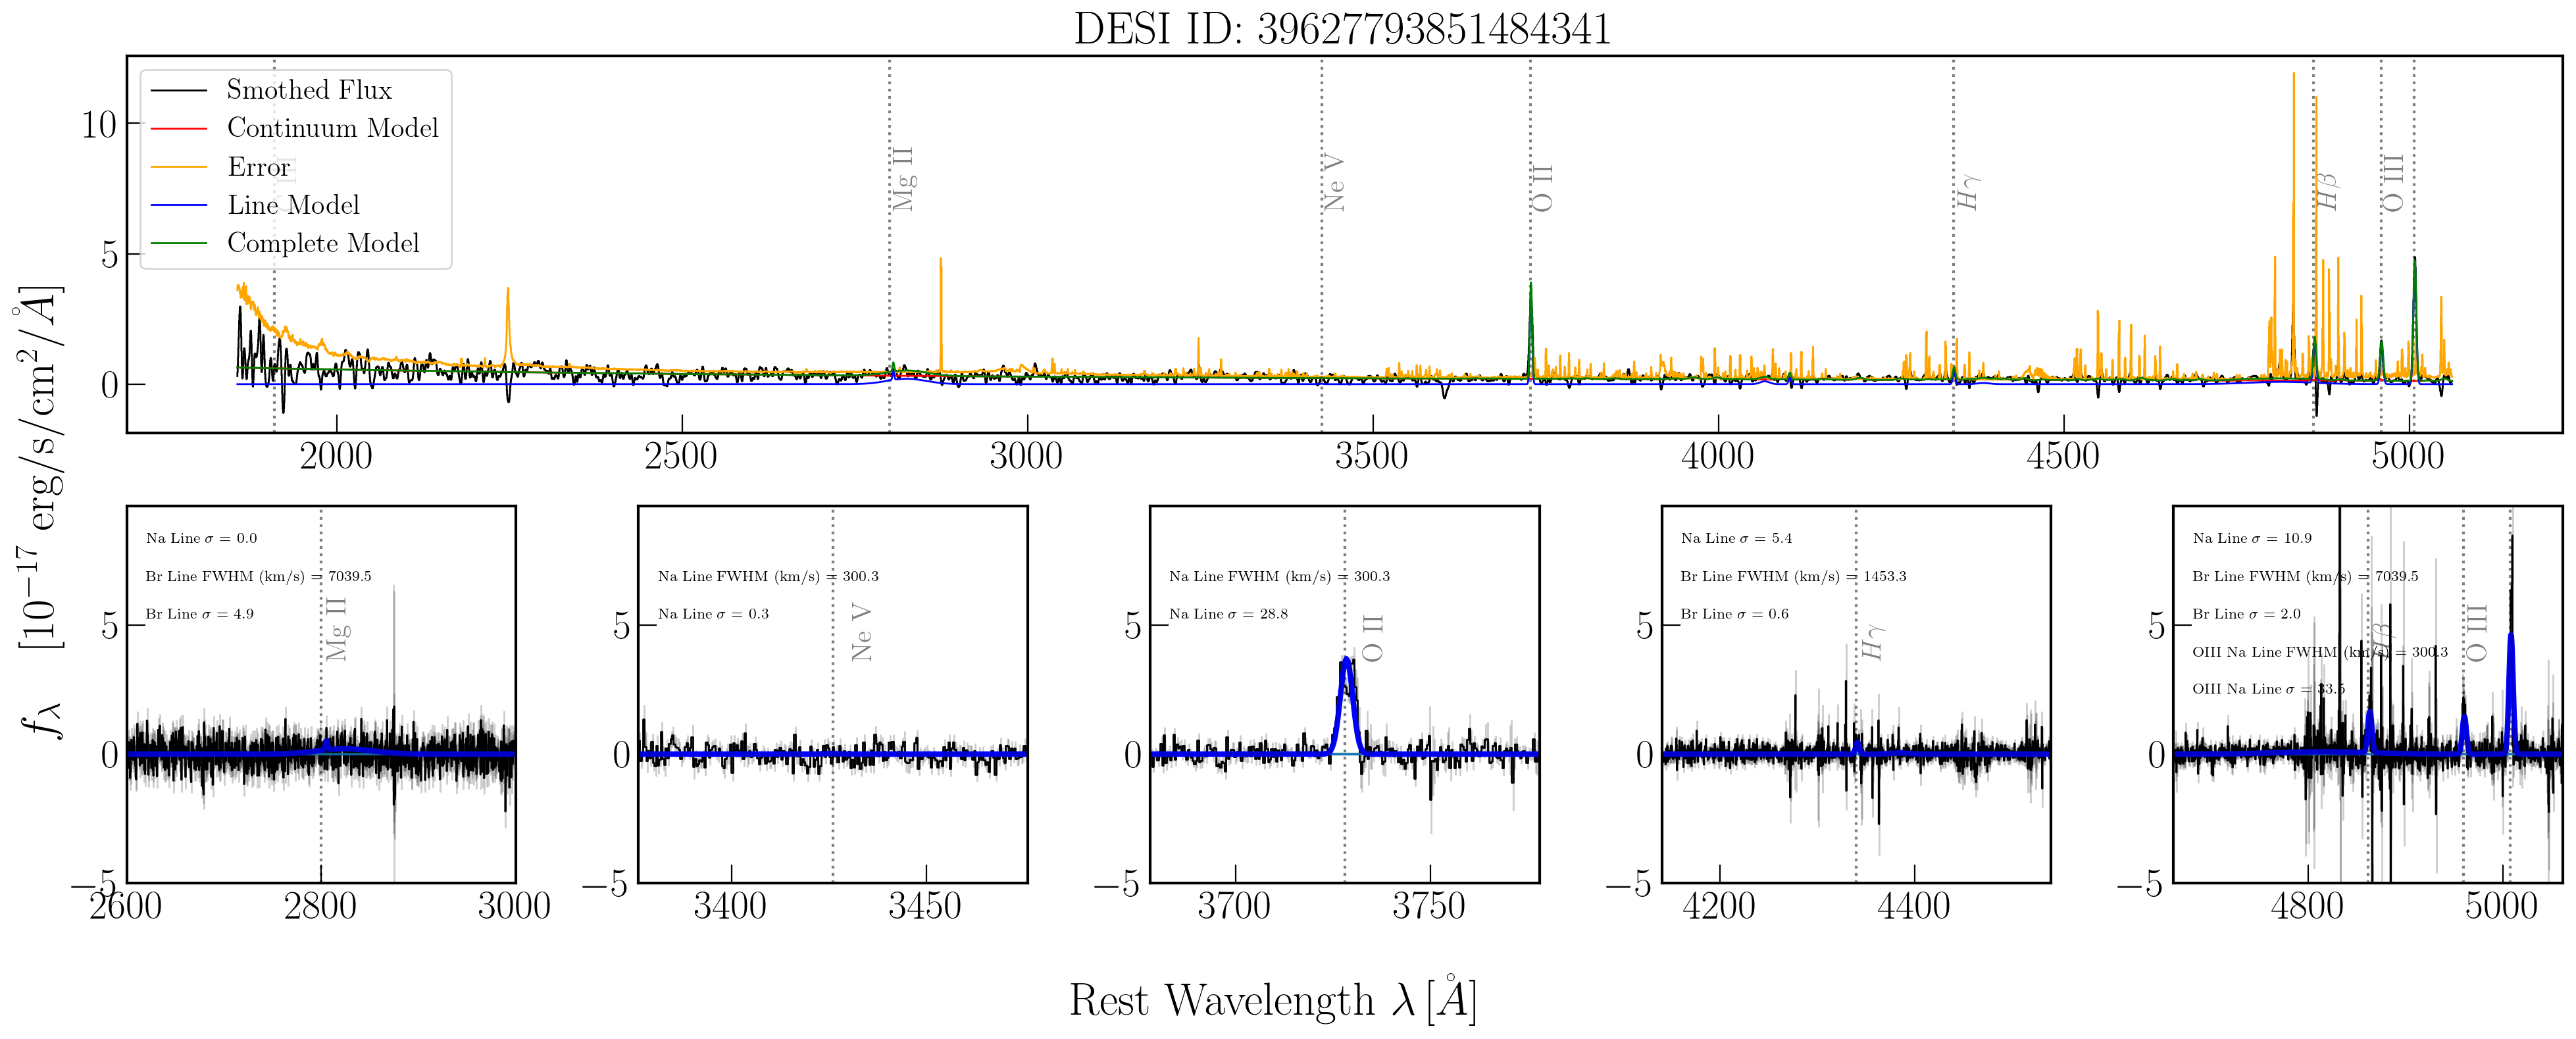 DESI ID: 39627793851484341
Smothed Flux
Continuum Model
Error
Line Model
Complete Model
Mg II
Ne V
O II
Hγ
Hβ
O III
10
5
0
2000 2500 3000 3500 4000 4500 5000
f_λ [10^{-17} erg/s/cm^2/Å]
Na Line σ = 0.0
Br Line FWHM (km/s) = 7039.5
Br Line σ = 4.9
Mg II
5
0
−5
2600 2800 3000
Na Line FWHM (km/s) = 300.3
Na Line σ = 0.3
Ne V
5
0
−5
3400 3450
Na Line FWHM (km/s) = 300.3
Na Line σ = 28.8
O II
5
0
−5
3700 3750
Na Line σ = 5.4
Br Line FWHM (km/s) = 1453.3
Br Line σ = 0.6
Hγ
5
0
−5
4200 4400
Na Line σ = 10.9
Br Line FWHM (km/s) = 7039.5
Br Line σ = 2.0
OIII Na Line FWHM (km/s) = 300.3
OIII Na Line σ = 33.5
Hβ
O III
5
0
−5
4800 5000
Rest Wavelength λ [Å]